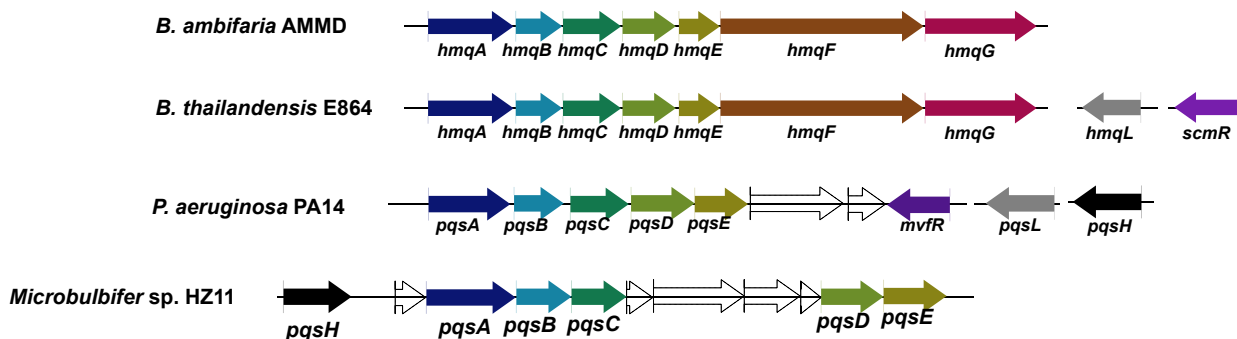 B. ambifaria AMMD
hmqA hmqB hmqC hmqD hmqE hmqF hmqG
B. thailandensis E864
hmqA hmqB hmqC hmqD hmqE hmqF hmqG hmqL scmR
P. aeruginosa PA14
pqsA pqsB pqsC pqsD pqsE mvfR pqsL pqsH
Microbulbifer sp. HZ11
pqsH pqsA pqsB pqsC pqsD pqsE